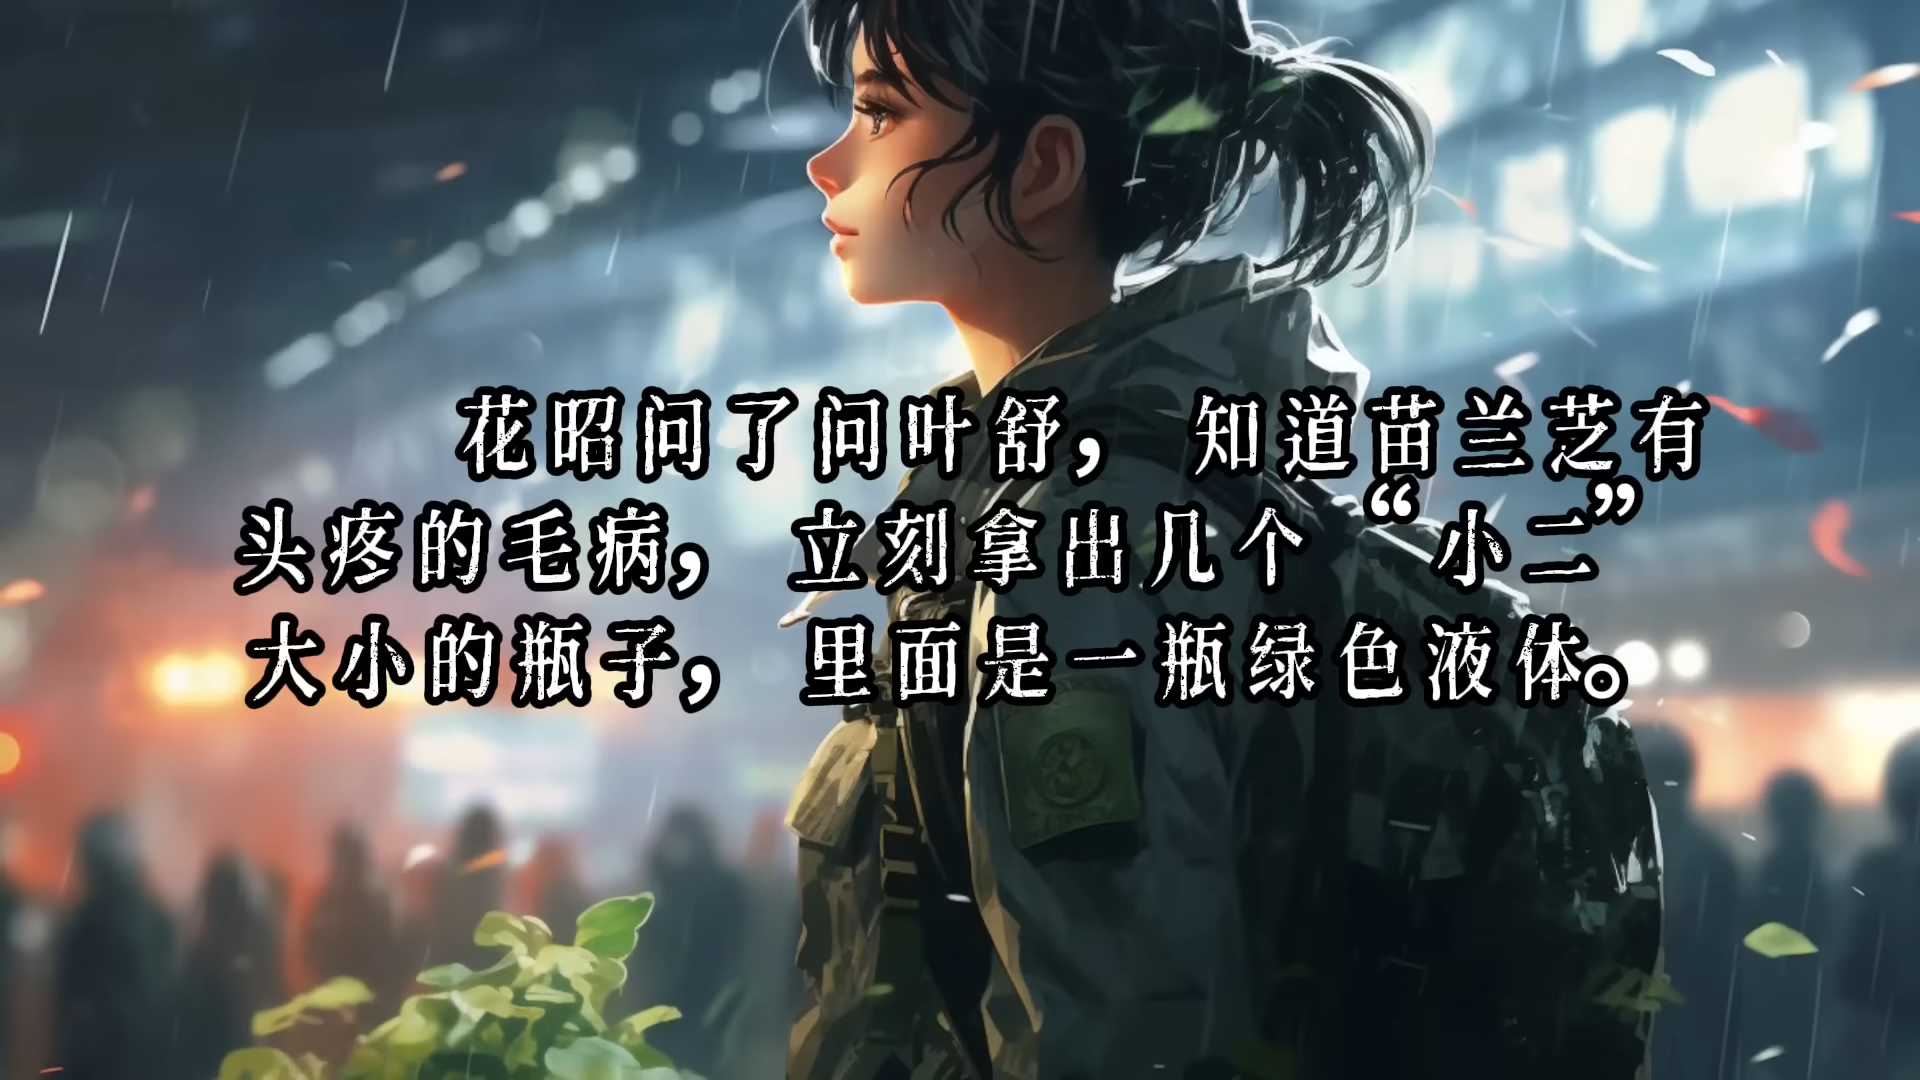 花昭问了问叶舒，知道苗兰芝有
头疼的毛病，立刻拿出几个“小二”
大小的瓶子，里面是一瓶绿色液体。